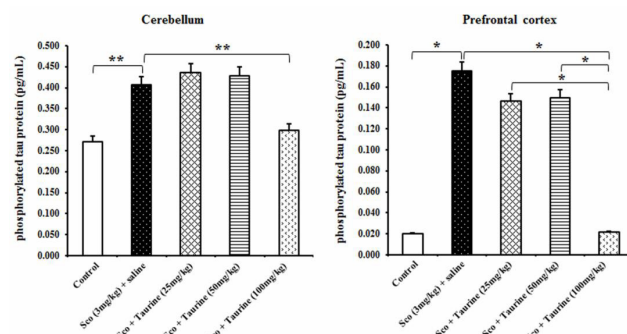 Cerebellum
phosphorylated tau protein (pg/mL)
0.500
0.450
0.400
0.350
0.300
0.250
0.200
0.150
0.100
0.050
0.000
**
**
Control
Sco (3mg/kg) + saline
Sco + Taurine (25mg/kg)
Sco + Taurine (50mg/kg)
Sco + Taurine (100mg/kg)
Prefrontal cortex
phosphorylated tau protein (pg/mL)
0.200
0.180
0.160
0.140
0.120
0.100
0.080
0.060
0.040
0.020
0.000
*
*
*
*
Control
Sco (3mg/kg) + saline
Sco + Taurine (25mg/kg)
Sco + Taurine (50mg/kg)
Sco + Taurine (100mg/kg)